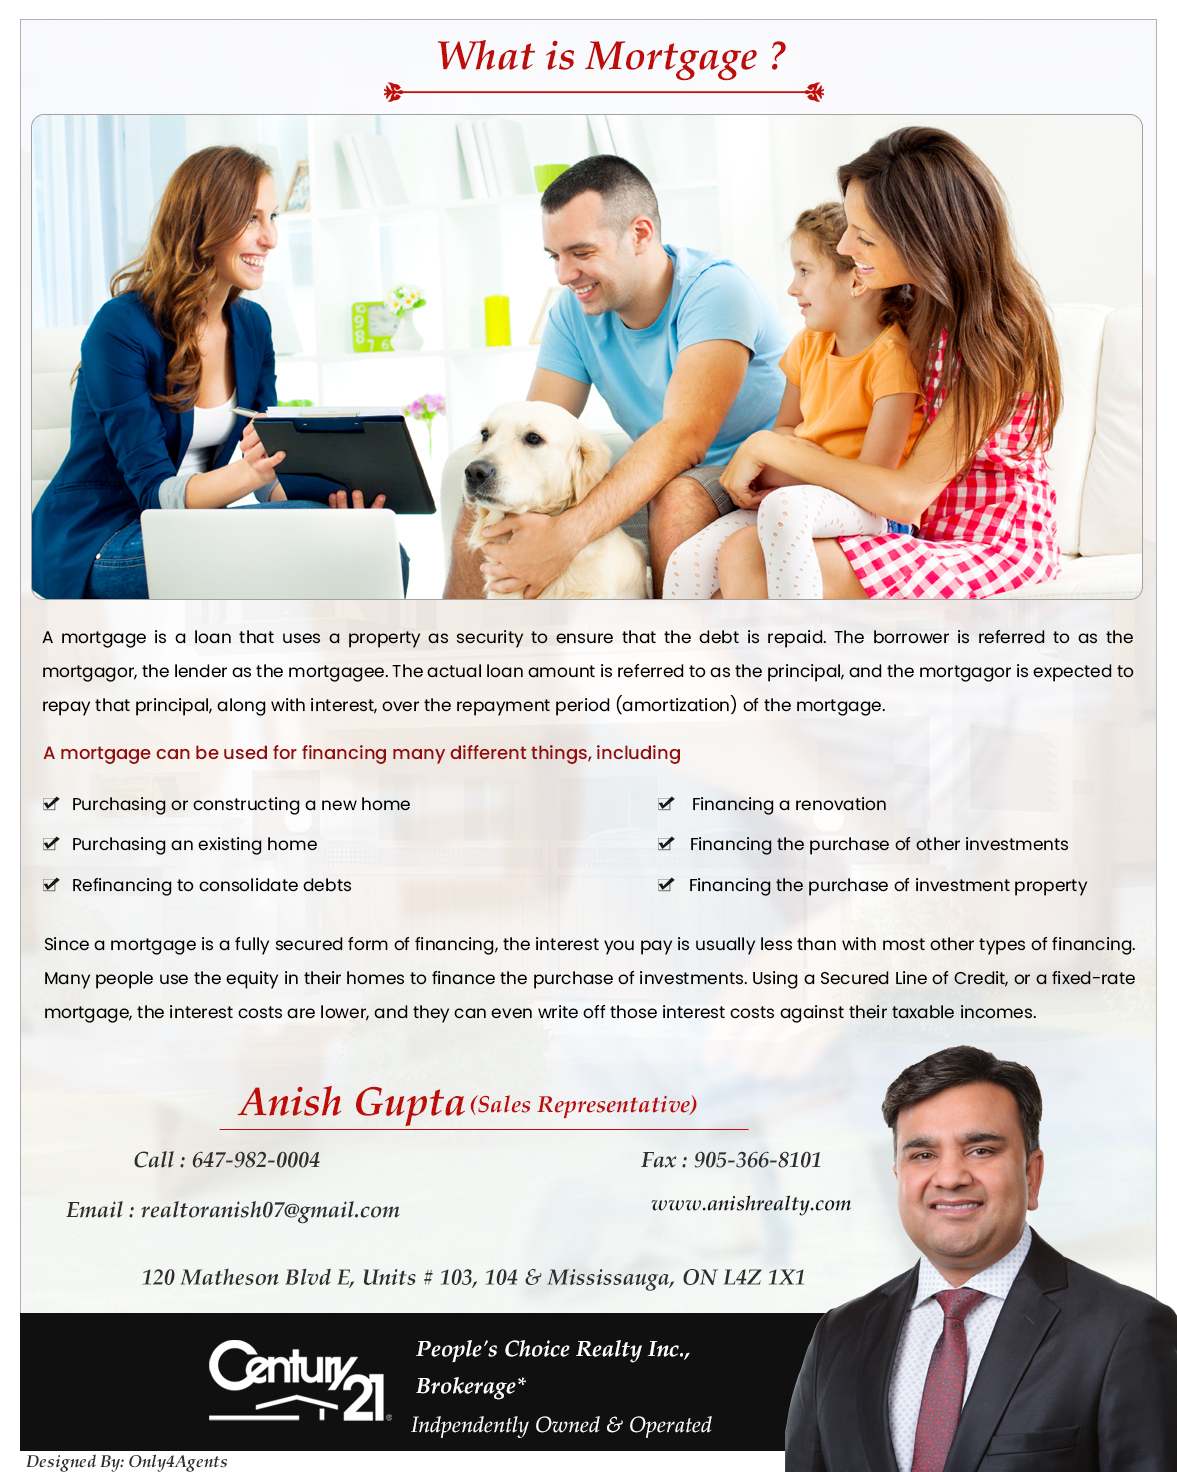 What is Mortgage ?
A mortgage is a loan that uses a property as security to ensure that the debt is repaid. The borrower is referred to as the
mortgagor, the lender as the mortgagee. The actual loan amount is referred to as the principal, and the mortgagor is expected to
repay that principal, along with interest, over the repayment period (amortization) of the mortgage.
A mortgage can be used for financing many different things, including
Purchasing or constructing a new home
Purchasing an existing home
Refinancing to consolidate debts
Financing a renovation
Financing the purchase of other investments
Financing the purchase of investment property
Since a mortgage is a fully secured form of financing, the interest you pay is usually less than with most other types of financing.
Many people use the equity in their homes to finance the purchase of investments. Using a Secured Line of Credit, or a fixed-rate
mortgage, the interest costs are lower, and they can even write off those interest costs against their taxable incomes.
Anish Gupta (Sales Representative)
Call : 647-982-0004
Fax : 905-366-8101
Email : realtoranish07@gmail.com
www.anishrealty.com
120 Matheson Blvd E, Units # 103, 104 & Mississauga, ON L4Z 1X1
Century 21
People's Choice Realty Inc.,
Brokerage*
Indpendently Owned & Operated
Designed By: Only4Agents